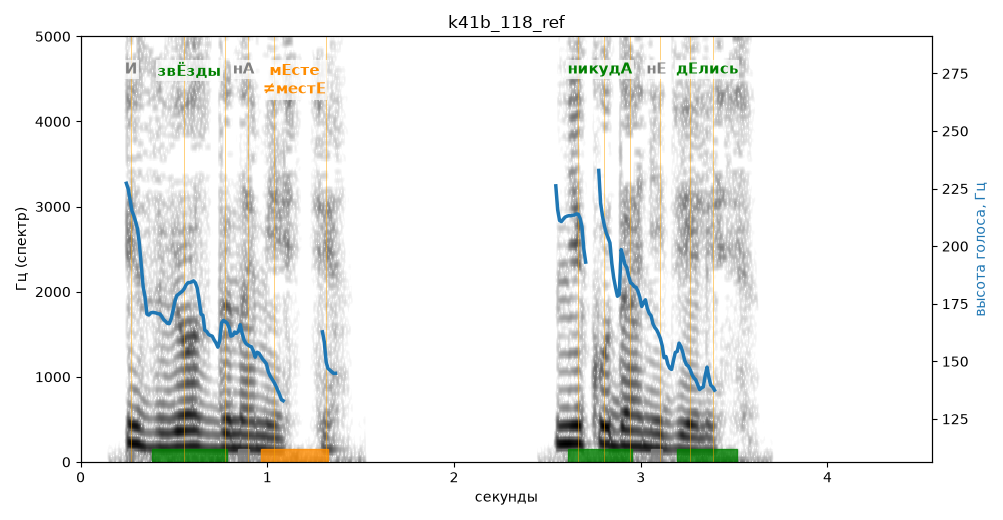 k41b_118_ref
5000
4000
3000
2000
1000
0
Гц (спектр)
И звЁзды нА мЕсте
≠местЕ
никудА нЕ дЕлись
275
250
225
200
175
150
125
высота голоса, Гц
0 1 2 3 4
секунды